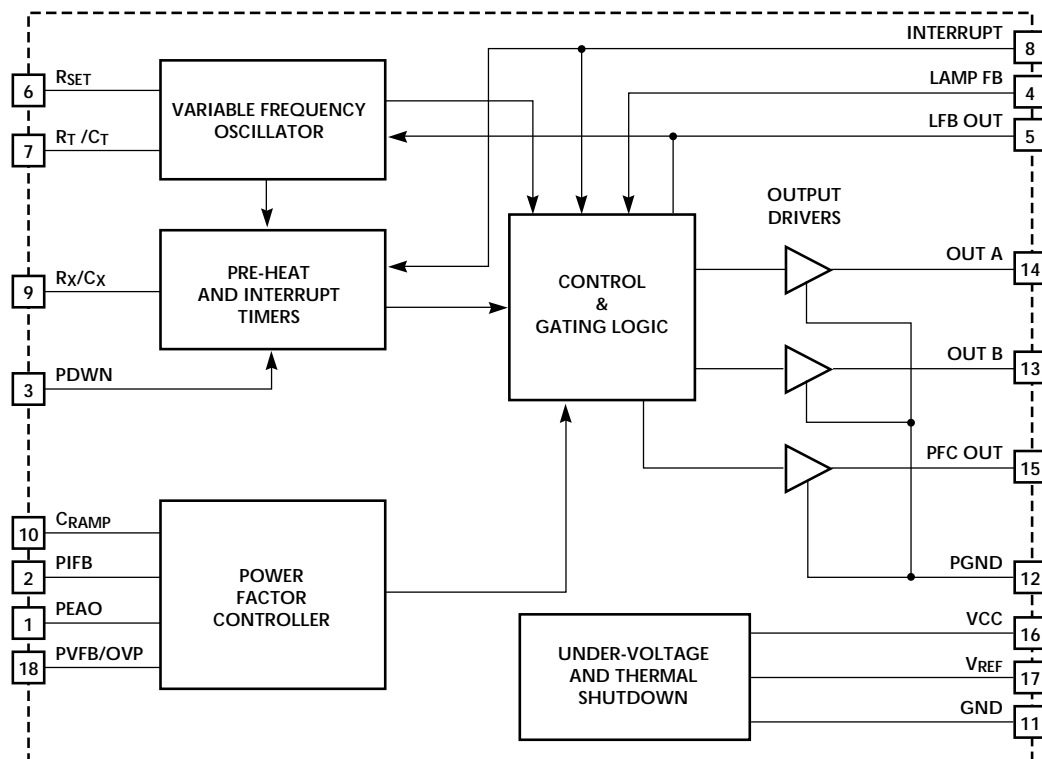 INTERRUPT
8
6
RSET
LAMP FB
4
VARIABLE FREQUENCY
OSCILLATOR
LFB OUT
5
7
RT /CT
OUTPUT
DRIVERS
9
RX/CX
PRE-HEAT
AND INTERRUPT
TIMERS
CONTROL
&
GATING LOGIC
OUT A
14
3
PDWN
OUT B
13
PFC OUT
15
10
CRAMP
2
PIFB
1
PEAO
18
PVFB/OVP
POWER
FACTOR
CONTROLLER
PGND
12
UNDER-VOLTAGE
AND THERMAL
SHUTDOWN
VCC
16
VREF
17
GND
11